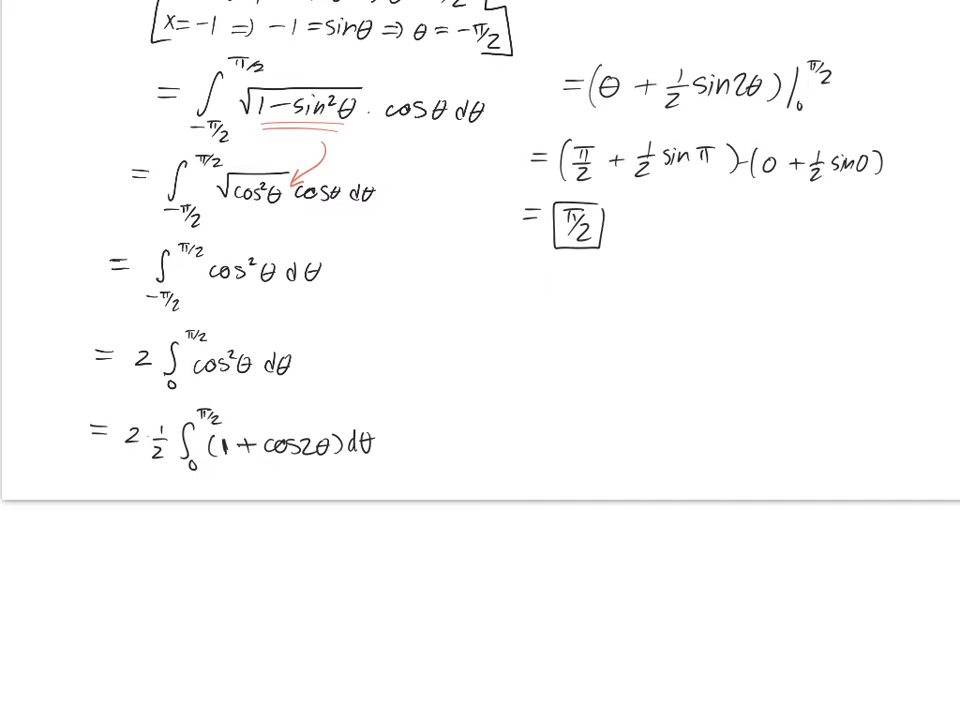 x=-1 ⇒ -1=sinθ ⇒ θ=-π/2
= ∫_{-π/2}^{π/2} √(1-sin²θ) · cosθ dθ
= ∫_{-π/2}^{π/2} √(cos²θ) cosθ dθ
= ∫_{-π/2}^{π/2} cos²θ dθ
= 2 ∫_0^{π/2} cos²θ dθ
= 2·1/2 ∫_0^{π/2} (1+cos2θ)dθ
= (θ + 1/2 sin2θ)|_0^{π/2}
= (π/2 + 1/2 sin π)-(0 + 1/2 sin0)
= π/2